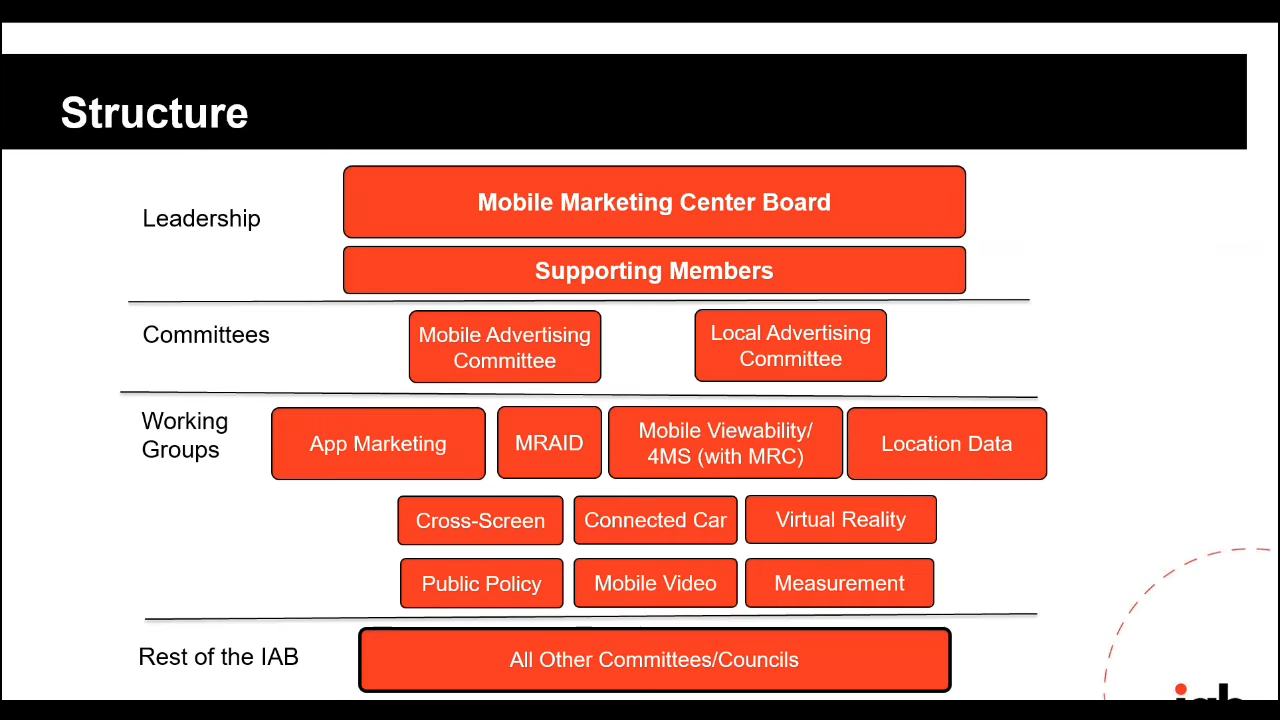 Structure
Leadership
Mobile Marketing Center Board
Supporting Members
Committees
Mobile Advertising
Committee
Local Advertising
Committee
Working
Groups
App Marketing
MRAID
Mobile Viewability/
4MS (with MRC)
Location Data
Cross-Screen
Connected Car
Virtual Reality
Public Policy
Mobile Video
Measurement
Rest of the IAB
All Other Committees/Councils
iab